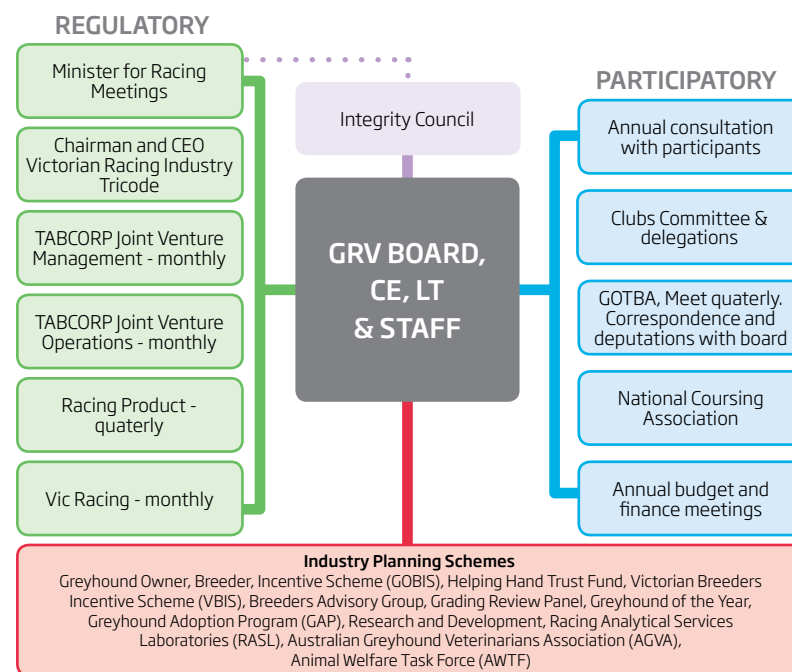 REGULATORY
Minister for Racing
Meetings
Chairman and CEO
Victorian Racing Industry
Tricode
TABCORP Joint Venture
Management - monthly
TABCORP Joint Venture
Operations - monthly
Racing Product -
quaterly
Vic Racing - monthly
Integrity Council
GRV BOARD,
CE, LT
& STAFF
PARTICIPATORY
Annual consultation
with participants
Clubs Committee &
delegations
GOTBA, Meet quaterly.
Correspondence and
deputations with board
National Coursing
Association
Annual budget and
finance meetings
Industry Planning Schemes
Greyhound Owner, Breeder, Incentive Scheme (GOBIS), Helping Hand Trust Fund, Victorian Breeders
Incentive Scheme (VBIS), Breeders Advisory Group, Grading Review Panel, Greyhound of the Year,
Greyhound Adoption Program (GAP), Research and Development, Racing Analytical Services
Laboratories (RASL), Australian Greyhound Veterinarians Association (AGVA),
Animal Welfare Task Force (AWTF)